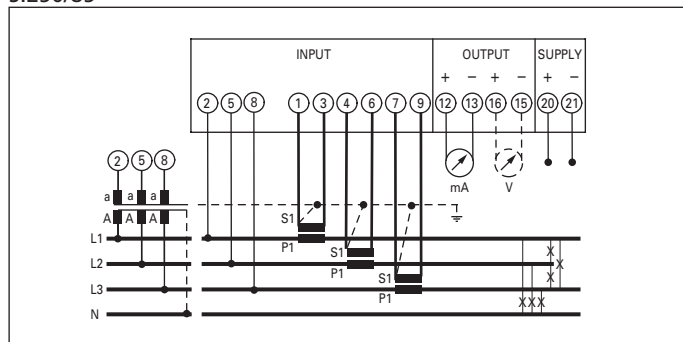 INPUT OUTPUT SUPPLY
+ − + − + −
2 5 8 1 3 4 6 7 9 12 13 16 15 20 21
mA V
2 5 8
a a a
A A A
S1
L1 P1
S1
L2 P1
S1
L3 P1
N
X
X X
X
XXX